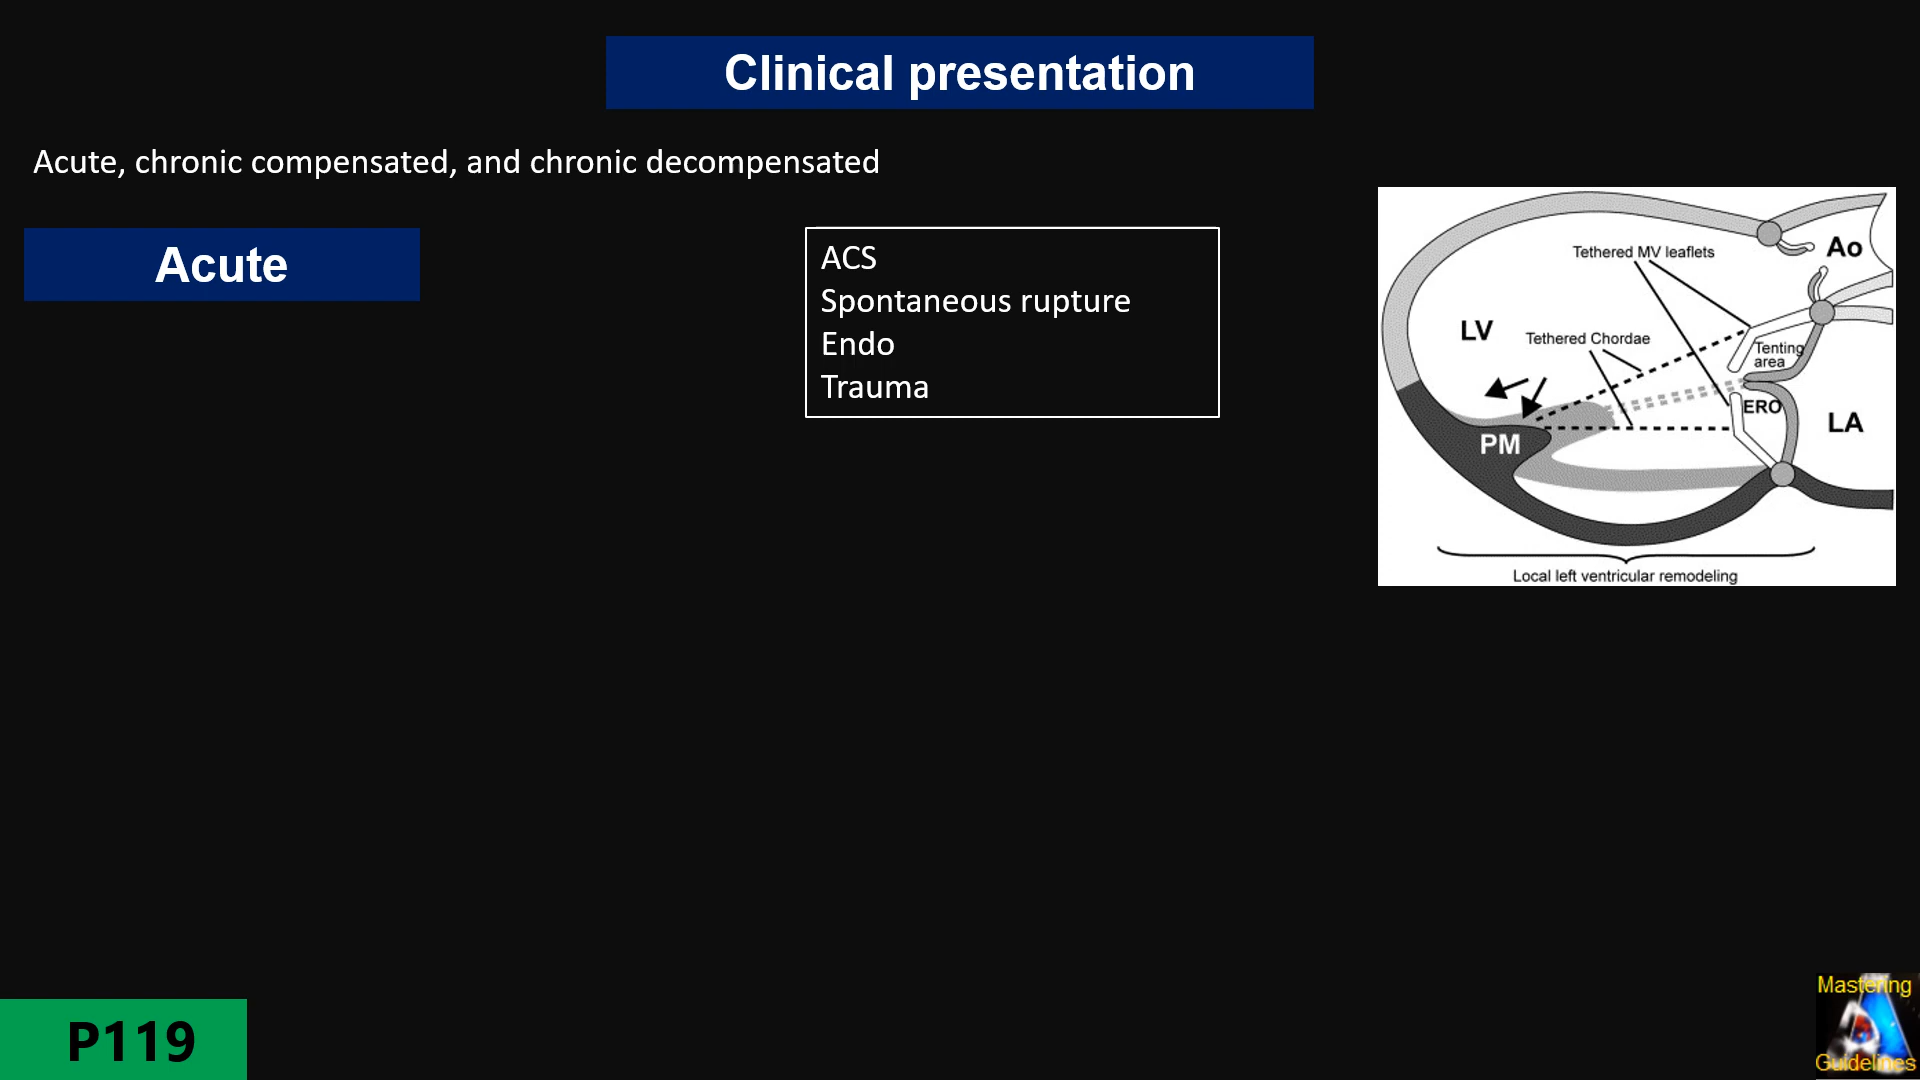 Clinical presentation
Acute, chronic compensated, and chronic decompensated
Acute
ACS
Spontaneous rupture
Endo
Trauma
Tethered MV leaflets
Ao
LV
Tethered Chordae
Tenting
area
ERO
LA
PM
Local left ventricular remodeling
P119
Mastering
Guidelines